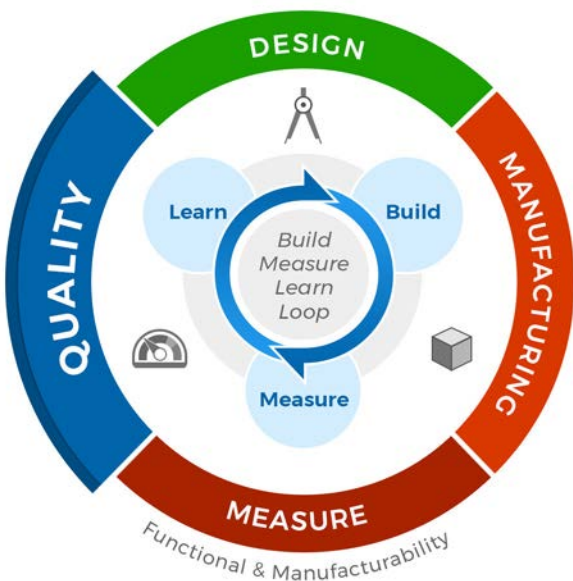 DESIGN
QUALITY
MANUFACTURING
Learn
Build
Build
Measure
Learn
Loop
Measure
MEASURE
Functional & Manufacturability